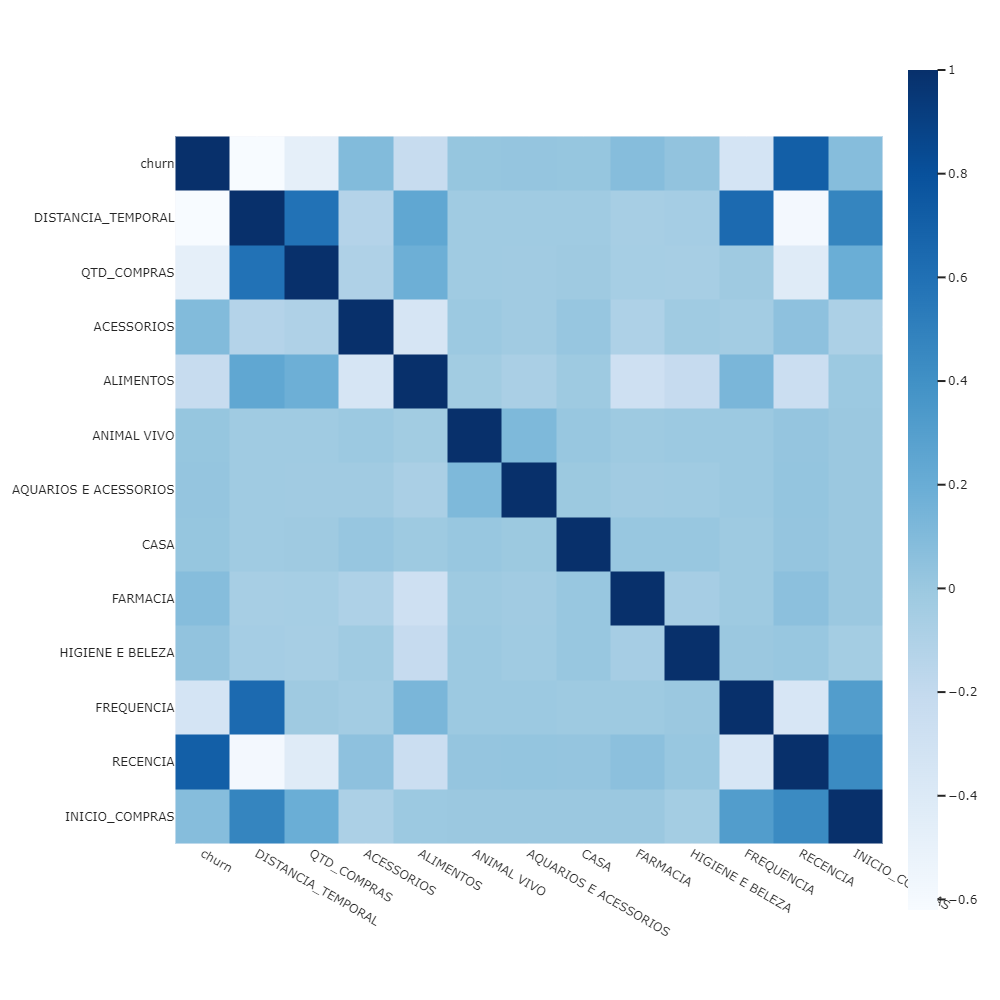 churn
DISTANCIA_TEMPORAL
QTD_COMPRAS
ACESSORIOS
ALIMENTOS
ANIMAL VIVO
AQUARIOS E ACESSORIOS
CASA
FARMACIA
HIGIENE E BELEZA
FREQUENCIA
RECENCIA
INICIO_COMPRAS
churn
DISTANCIA_TEMPORAL
QTD_COMPRAS
ACESSORIOS
ALIMENTOS
ANIMAL VIVO
AQUARIOS E ACESSORIOS
CASA
FARMACIA
HIGIENE E BELEZA
FREQUENCIA
RECENCIA
INICIO_CO
1
0.8
0.6
0.4
0.2
0
−0.2
−0.4
−0.6